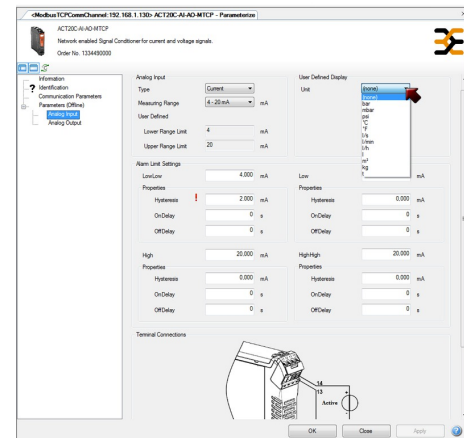 <ModbusTCPCommChannel:192.168.1.130> ACT20C-AI-AO-MTCP - Parameterize
ACT20C-AI-AO-MTCP
Network enabled Signal Conditioner for current and voltage signals.
Order No. 1334490000
Information
Identification
Communication Parameters
Parameters (Offline)
Analog Input
Analog Output
Analog Input
Type Current
Measuring Range 4 - 20 mA mA
User Defined
Lower Range Limit 4 mA
Upper Range Limit 20 mA
User Defined Display
Unit (none)
(none)
bar
mbar
psi
°C
°F
l/s
l/min
l/h
l
m³
kg
t
Alarm Limit Settings
LowLow 4,000 mA
Properties
Hysteresis ! 2.000 mA
OnDelay 0 s
OffDelay 0 s
Low mA
Properties
Hysteresis 0,000 mA
OnDelay 0 s
OffDelay 0 s
High 20,000 mA
Properties
Hysteresis 0,000 mA
OnDelay 0 s
OffDelay 0 s
HighHigh 20,000 mA
Properties
Hysteresis 0,000 mA
OnDelay 0 s
OffDelay 0 s
Terminal Connections
14
13
+
Active
OK Close Apply ?